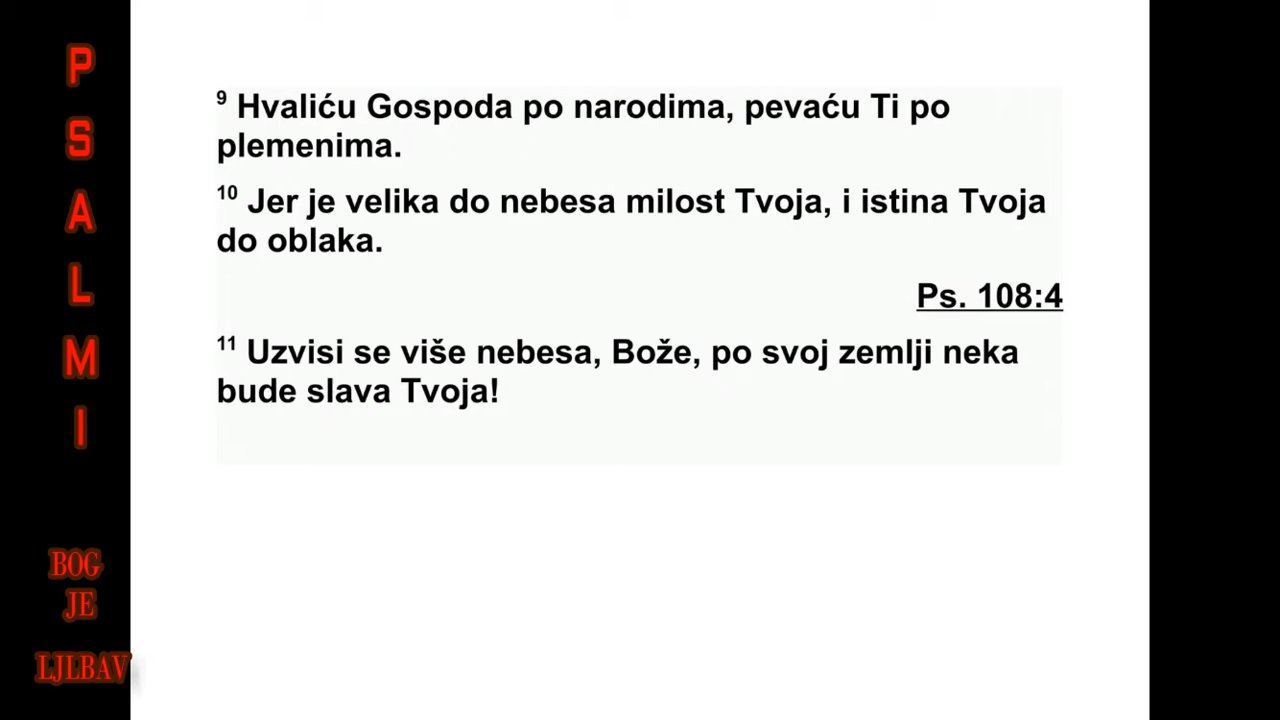 P
S
A
L
M
I
BOG
JE
LJLBAV
9 Hvaliću Gospoda po narodima, pevaću Ti po
plemenima.
10 Jer je velika do nebesa milost Tvoja, i istina Tvoja
do oblaka.
Ps. 108:4
11 Uzvisi se više nebesa, Bože, po svoj zemlji neka
bude slava Tvoja!